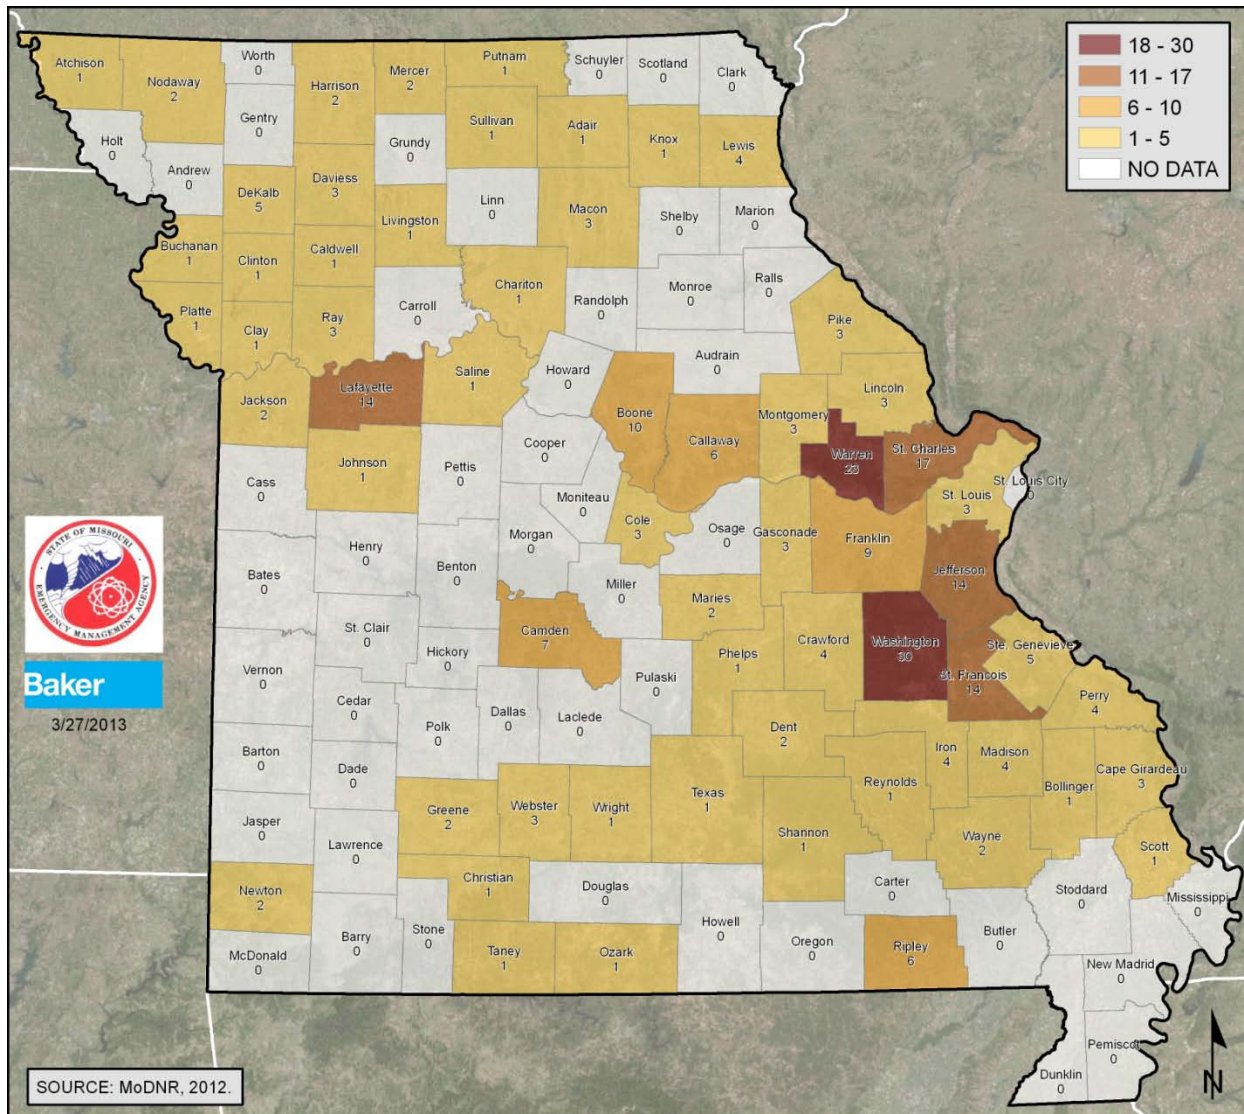 18 - 30
11 - 17
6 - 10
1 - 5
NO DATA
Atchison
1
Nodaway
2
Worth
0
Harrison
2
Mercer
2
Putnam
1
Schuyler
0
Scotland
0
Clark
0
Holt
0
Andrew
0
Gentry
0
Grundy
0
Sullivan
1
Adair
1
Knox
1
Lewis
4
DeKalb
5
Daviess
3
Livingston
1
Linn
0
Macon
3
Shelby
0
Marion
0
Buchanan
1
Clinton
1
Caldwell
1
Chariton
1
Randolph
0
Monroe
0
Ralls
0
Platte
1
Clay
1
Ray
3
Carroll
0
Pike
3
Audrain
0
Jackson
2
Lafayette
14
Saline
1
Howard
0
Boone
10
Callaway
6
Montgomery
3
Lincoln
3
Warren
23
St. Charles
17
St. Louis City
0
St. Louis
3
Cass
0
Johnson
1
Pettis
0
Cooper
0
Moniteau
0
Cole
3
Osage
0
Gasconade
3
Franklin
9
Jefferson
14
STATE OF MISSOURI
EMERGENCY MANAGEMENT AGENCY
Baker
3/27/2013
Bates
0
Henry
0
Benton
0
Morgan
0
Miller
0
Maries
2
Vernon
0
St. Clair
0
Hickory
0
Camden
7
Pulaski
0
Phelps
1
Crawford
4
Washington
30
St. Francois
14
Ste. Genevieve
5
Perry
4
Cedar
0
Polk
0
Dallas
0
Laclede
0
Dent
2
Iron
4
Madison
4
Bollinger
1
Cape Girardeau
3
Barton
0
Dade
0
Greene
2
Webster
3
Wright
1
Texas
1
Reynolds
1
Shannon
1
Wayne
2
Scott
1
Jasper
0
Lawrence
0
Christian
1
Douglas
0
Howell
0
Carter
0
Stoddard
0
Mississippi
0
Newton
2
McDonald
0
Barry
0
Stone
0
Taney
1
Ozark
1
Oregon
0
Ripley
6
Butler
0
New Madrid
0
Pemiscot
0
Dunklin
0
N
SOURCE: MoDNR, 2012.